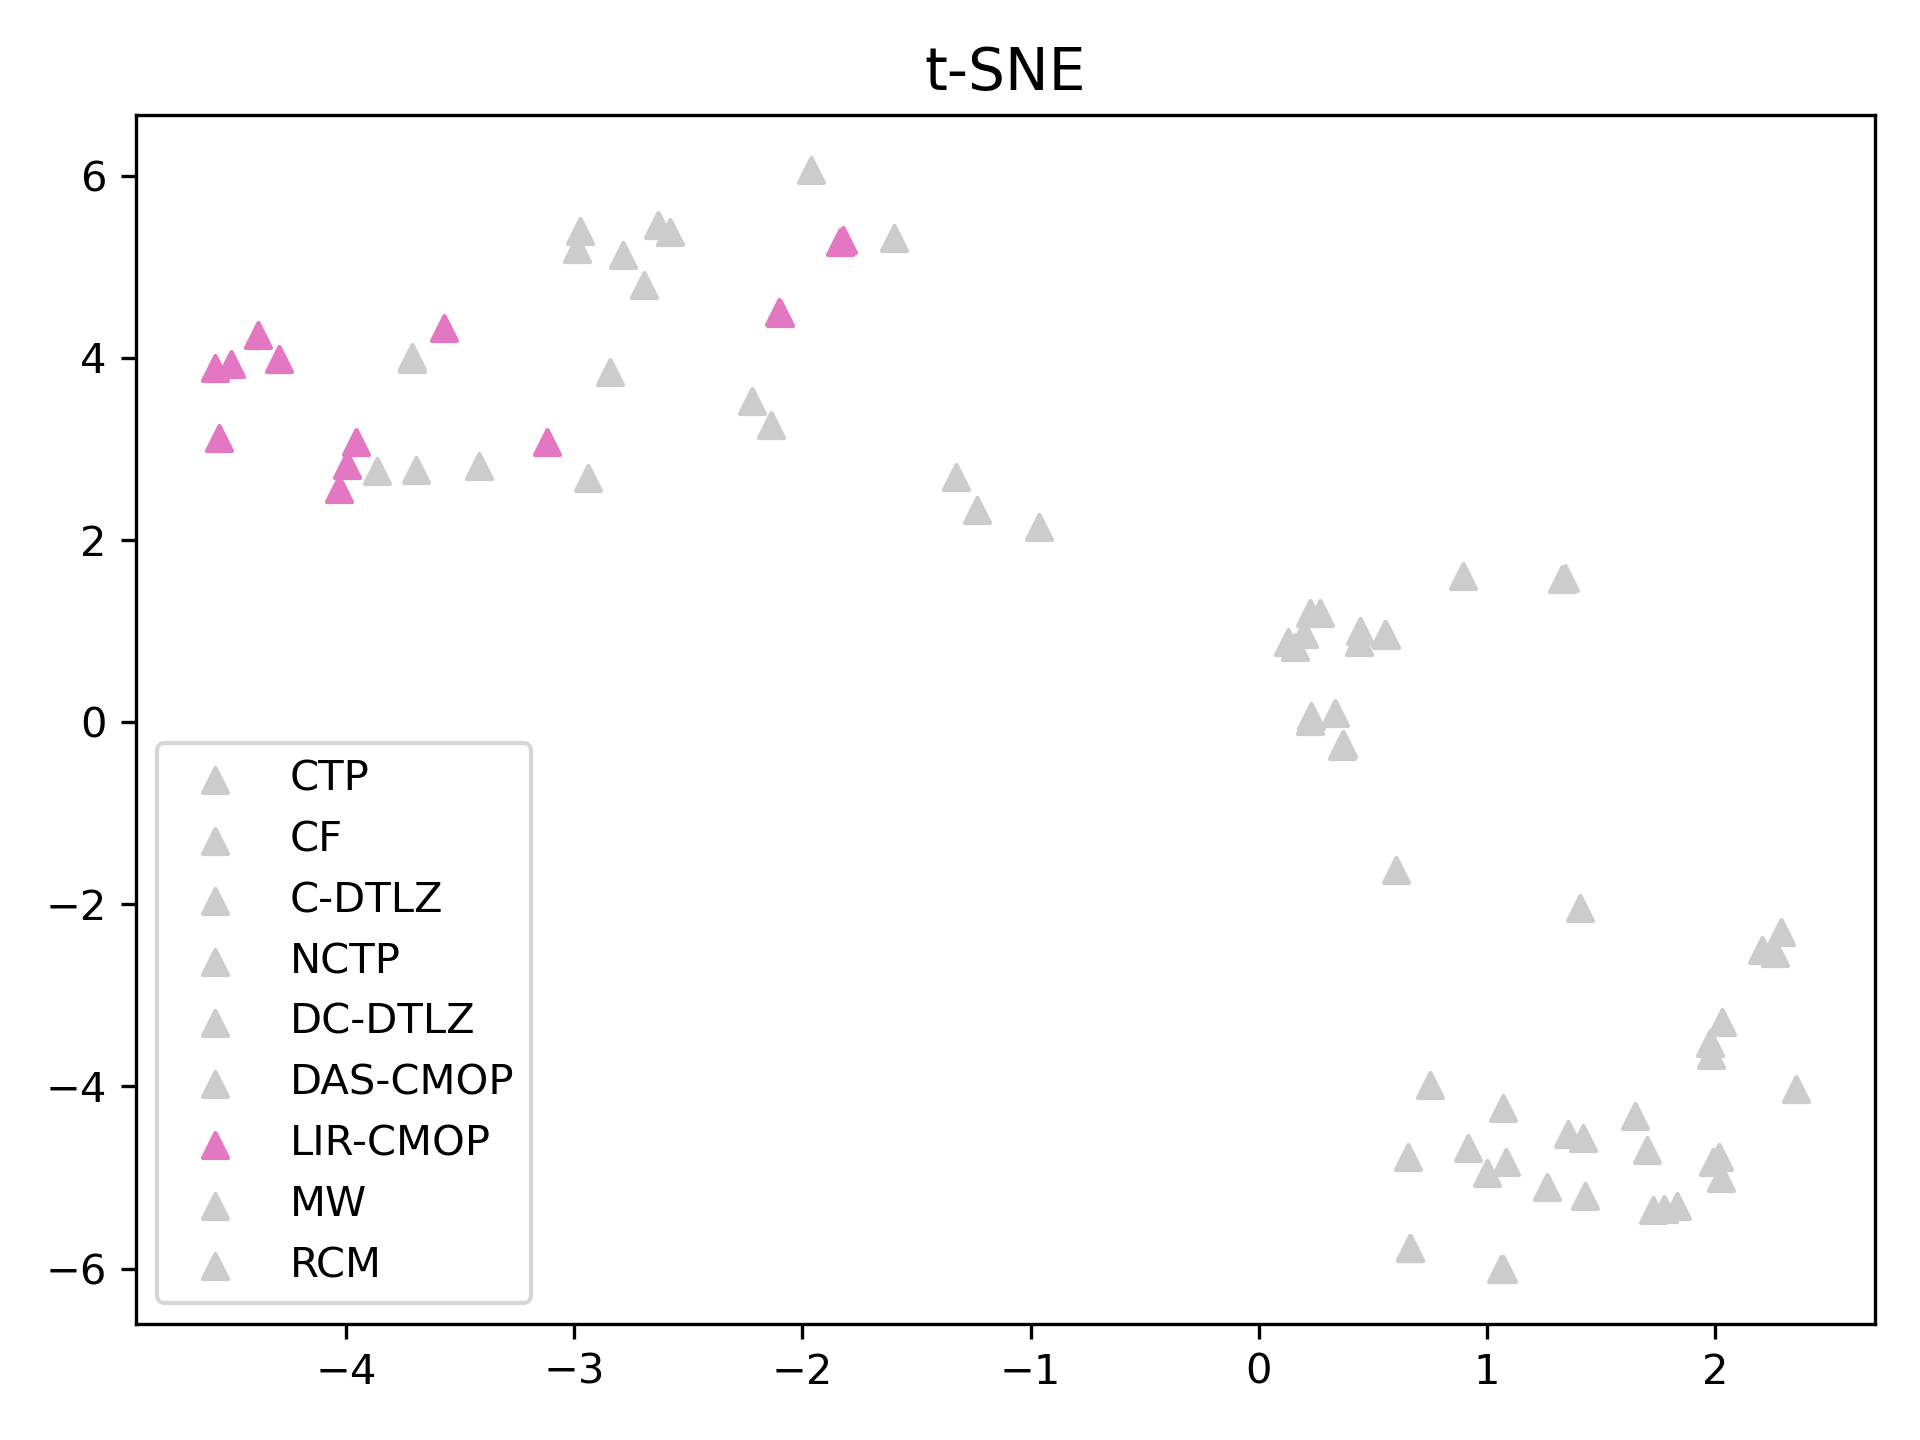 t-SNE
6
4
2
0
−2
−4
−6
CTP
CF
C-DTLZ
NCTP
DC-DTLZ
DAS-CMOP
LIR-CMOP
MW
RCM
−4 −3 −2 −1 0 1 2